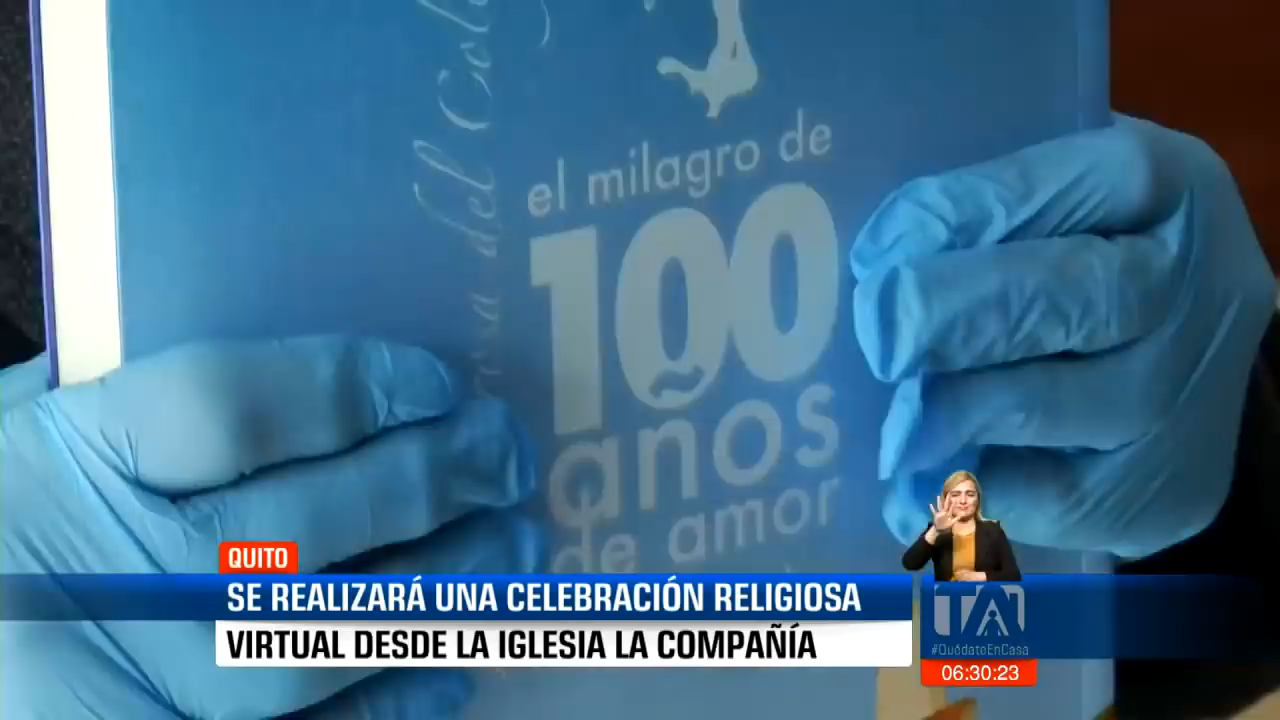 el milagro de
100
años
de amor
del
QUITO
SE REALIZARÁ UNA CELEBRACIÓN RELIGIOSA
VIRTUAL DESDE LA IGLESIA LA COMPAÑÍA
#QuédateEnCasa
06:30:23